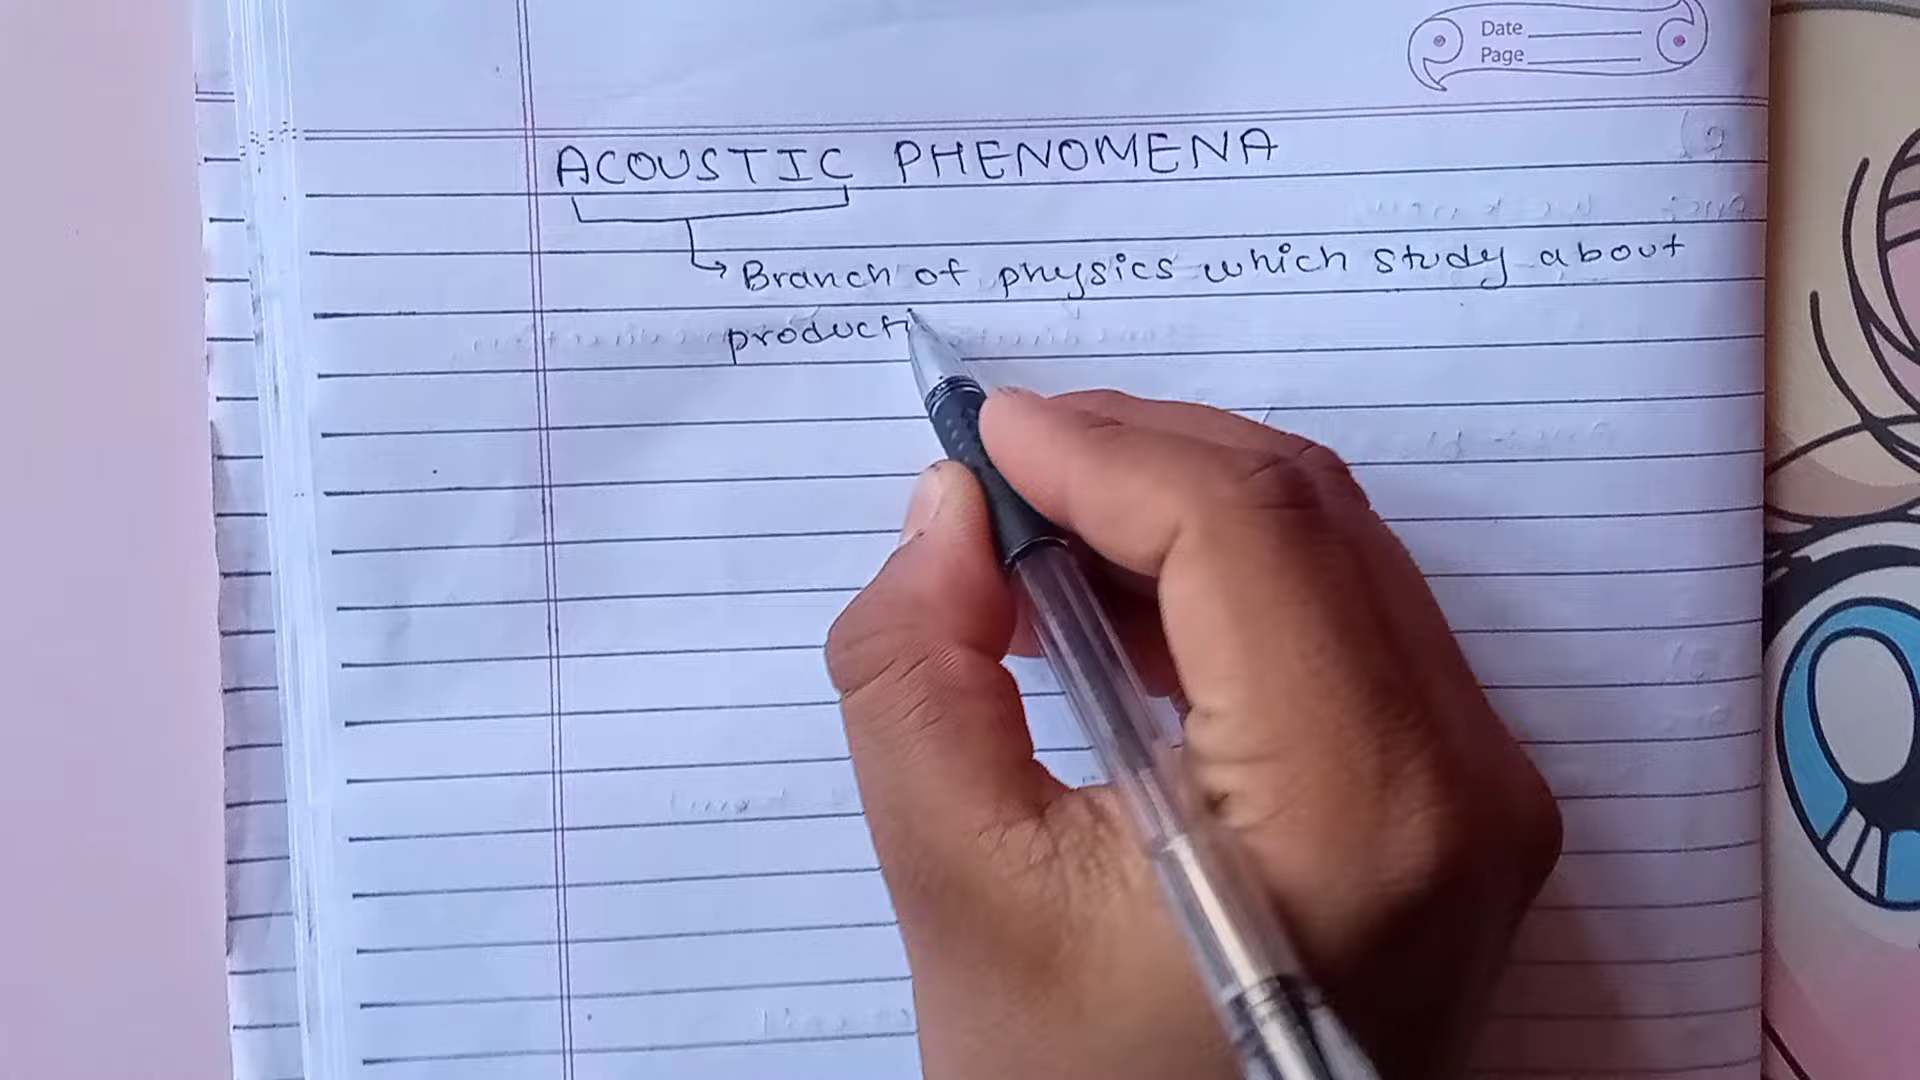 Date
Page
ACOUSTIC PHENOMENA
Branch of physics which study about
producti